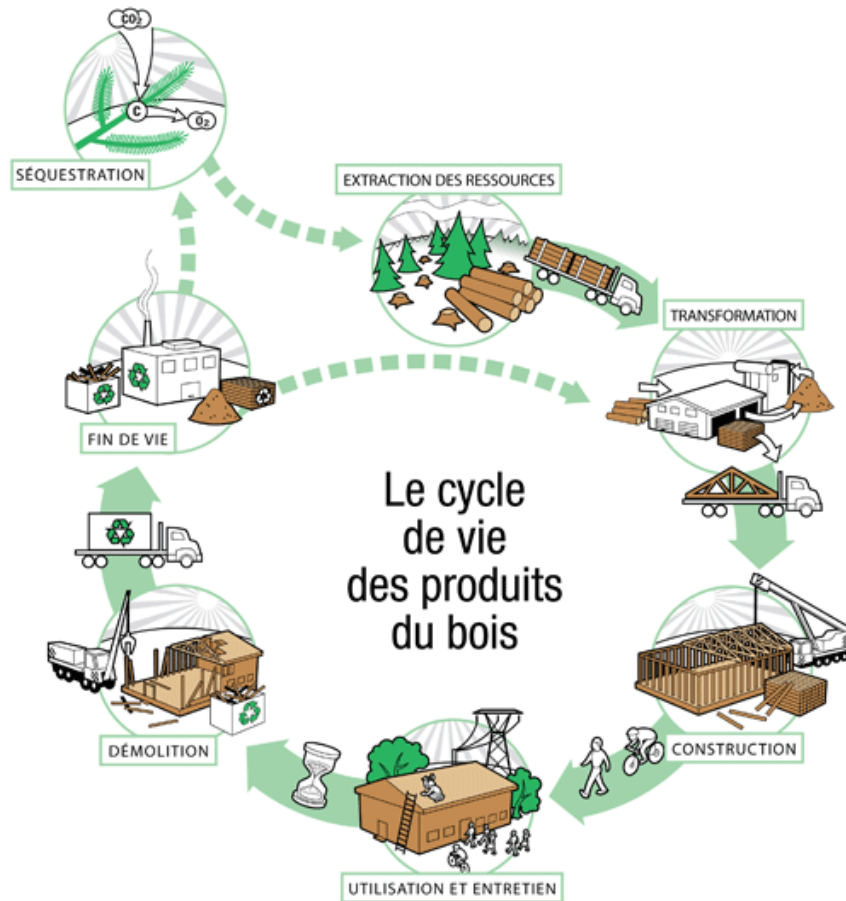 CO₂
C
O₂
SÉQUESTRATION
EXTRACTION DES RESSOURCES
TRANSFORMATION
FIN DE VIE
Le cycle
de vie
des produits
du bois
DÉMOLITION
CONSTRUCTION
UTILISATION ET ENTRETIEN